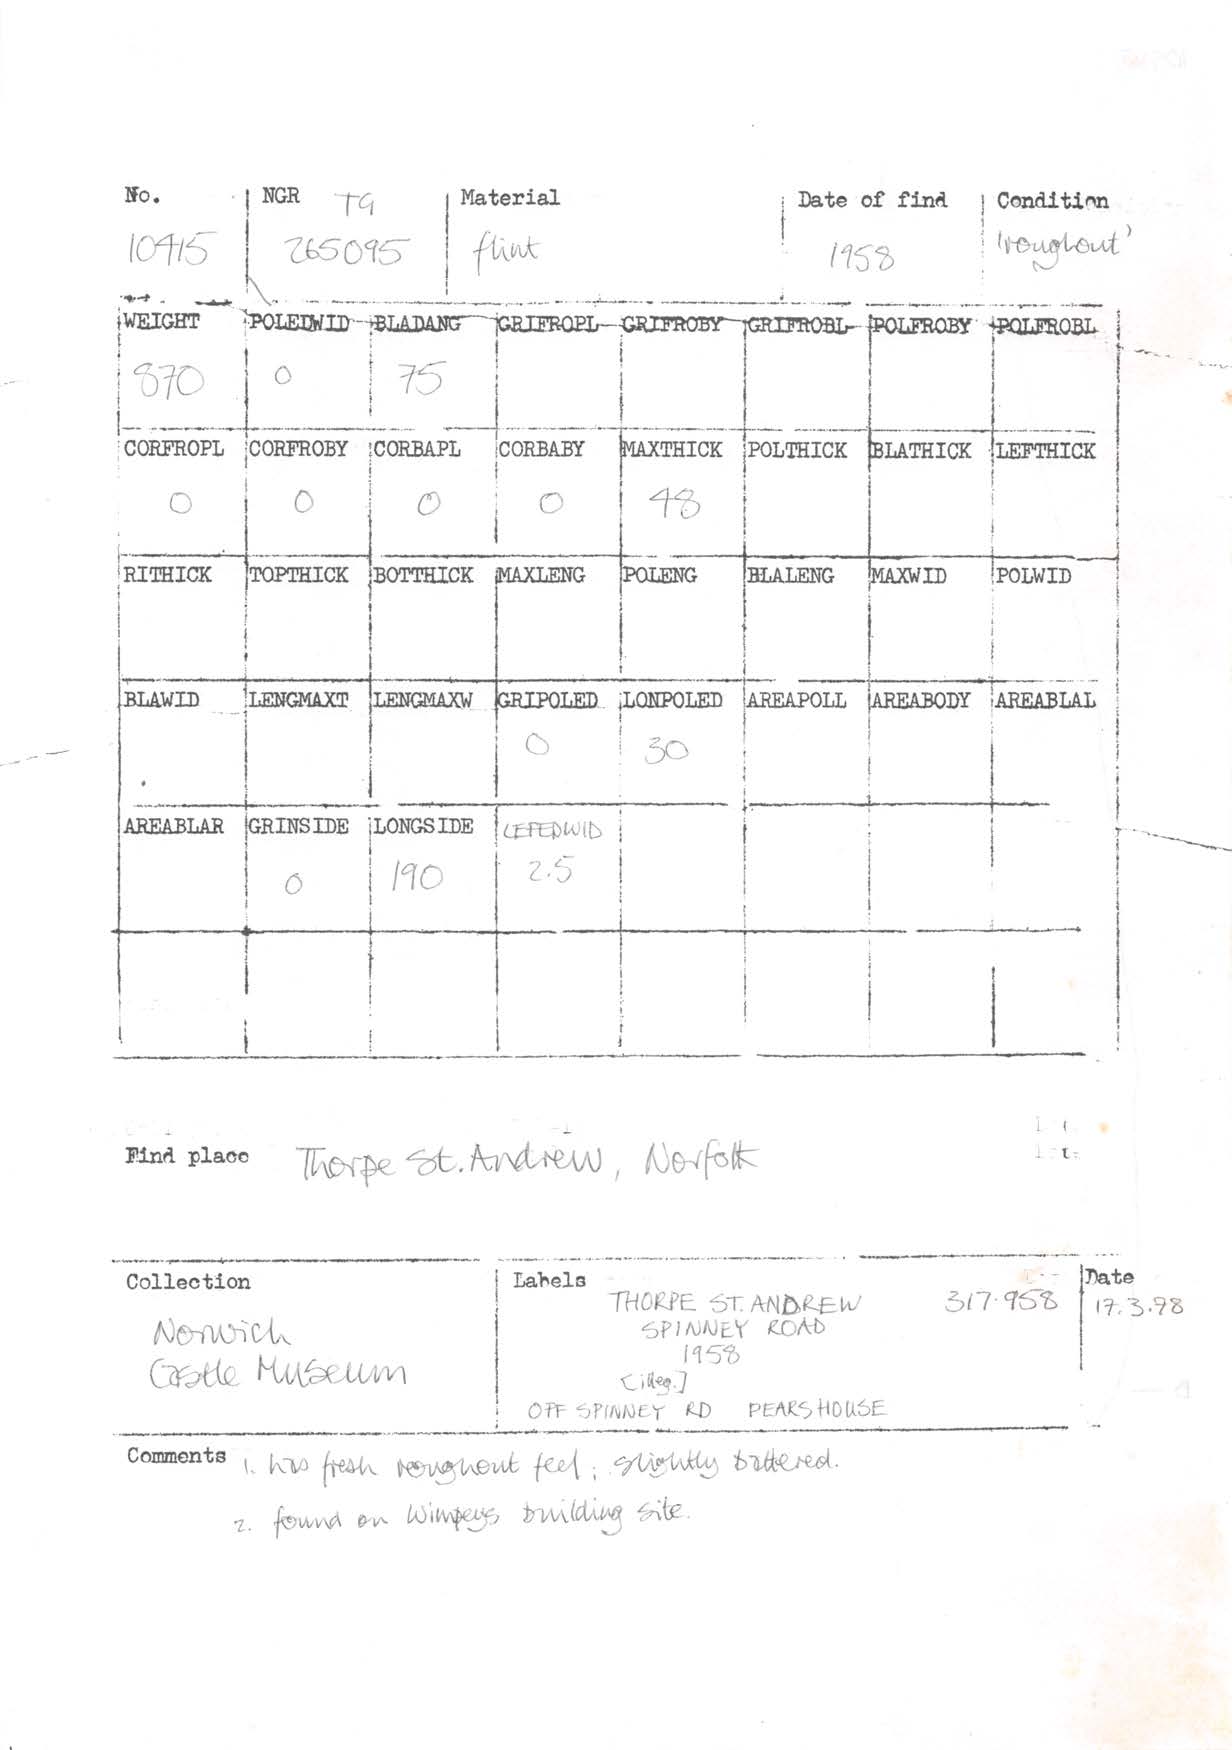 No. NGR TG Material Date of find Condition
10415 265095 flint 1958 'roughout'
WEIGHT POLEDWID BLADANG GRIFROPL GRIFROBY GRIFROBL POLFROBY POLFROBL
870 0 75
CORFROPL CORFROBY CORBAPL CORBABY MAXTHICK POLTHICK BLATHICK LEFTHICK
0 0 0 0 48
RITHICK TOPTHICK BOTTHICK MAXLENG POLENG BLALENG MAXWID POLWID
BLAWID LENGMAXT LENGMAXW GRIPOLED LONPOLED AREAPOLL AREABODY AREABLAL
0 30
AREABLAR GRINSIDE LONGSIDE LEFEDWID
0 190 2.5
Find place Thorpe St. Andrew, Norfolk
Collection Labels Date
THORPE ST. ANDREW 317.958 17.3.98
Norwich SPINNEY ROAD
1958
Castle Museum [illeg.]
OFF SPINNEY RD PEARS HOUSE
Comments 1. has fresh roughout feel; slightly battered.
2. found on Wimpeys building site.